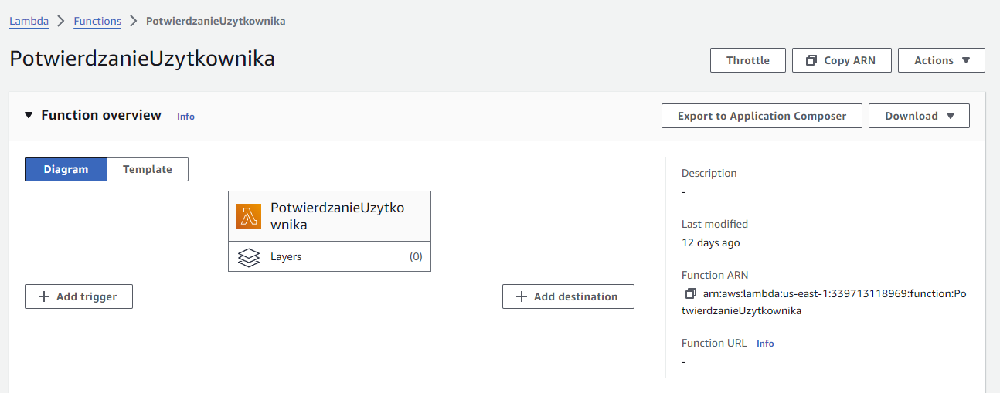 Lambda > Functions > PotwierdzanieUzytkownika
PotwierdzanieUzytkownika
Throttle
Copy ARN
Actions
Function overview
Info
Export to Application Composer
Download
Diagram
Template
PotwierdzanieUzytko
wnika
Layers
(0)
Add trigger
Add destination
Description
-
Last modified
12 days ago
Function ARN
arn:aws:lambda:us-east-1:339713118969:function:Po
twierdzanieUzytkownika
Function URL
Info
-